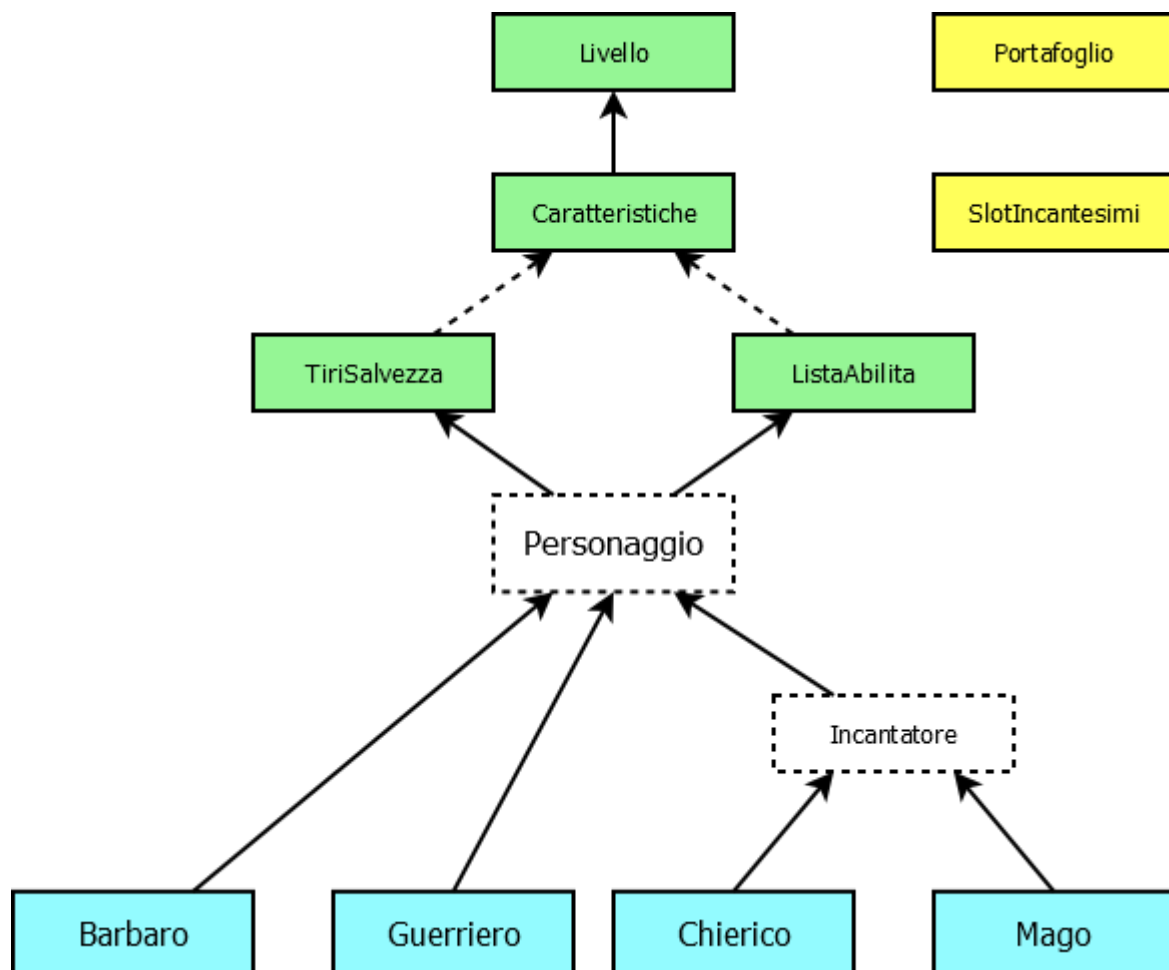 Livello
Portafoglio
Caratteristiche
SlotIncantesimi
TiriSalvezza
ListaAbilita
Personaggio
Incantatore
Barbaro
Guerriero
Chierico
Mago